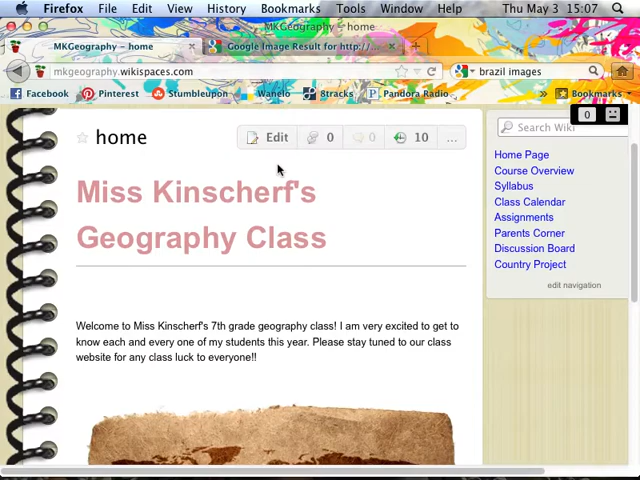 Firefox File Edit View History Bookmarks Tools Window Help Thu May 3 15:07
MKGeography – home
MKGeography – home Google Image Result for http://...
mkgeography.wikispaces.com brazil images
Facebook Pinterest Stumbleupon Wanelo 8tracks Pandora Radio Bookmarks
home Edit 0 0 10 ...
0
Search Wiki
Miss Kinscherf's
Geography Class
Welcome to Miss Kinscherf's 7th grade geography class! I am very excited to get to
know each and every one of my students this year. Please stay tuned to our class
website for any class luck to everyone!!
Home Page
Course Overview
Syllabus
Class Calendar
Assignments
Parents Corner
Discussion Board
Country Project
edit navigation